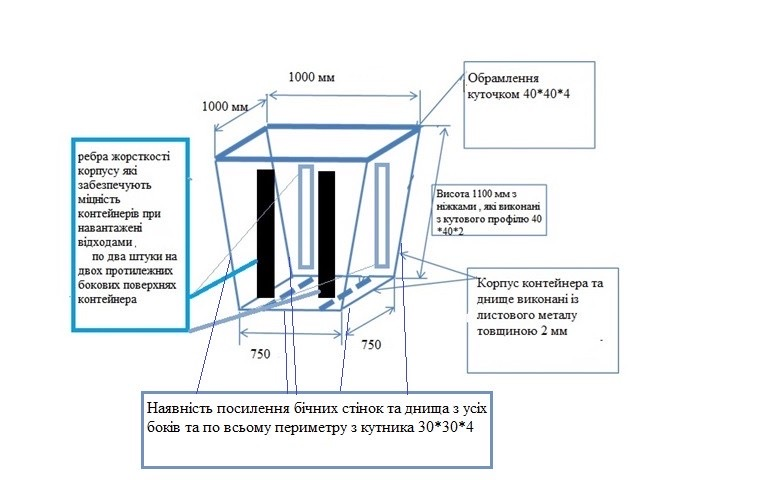 1000 мм
1000 мм
Обрамлення
куточком 40*40*4
ребра жорсткості
корпусу які
забезпечують
міцність
контейнерів при
навантажені
відходами ,
по два штуки на
двох протилежних
бокових поверхнях
контейнера
Висота 1100 мм з
ніжками , які виконані
з кутового профілю 40
*40*2
Корпус контейнера та
днище виконані із
листового металу
товщиною 2 мм
750
750
Наявність посилення бічних стінок та днища з усіх
боків та по всьому периметру з кутника 30*30*4